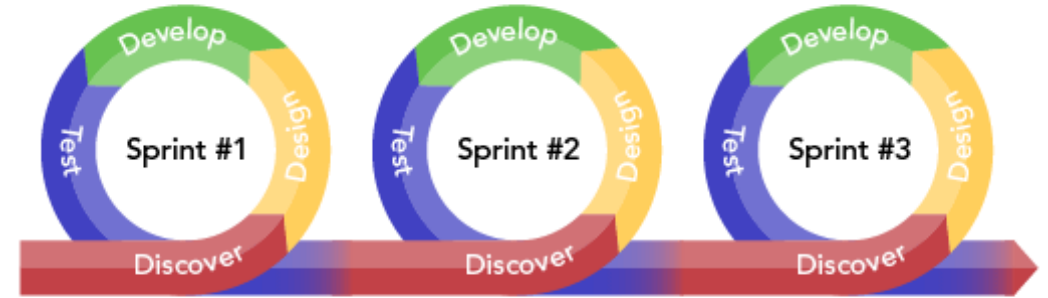 Develop
Design
Test
Sprint #1
Discover
Develop
Design
Test
Sprint #2
Discover
Develop
Design
Test
Sprint #3
Discover